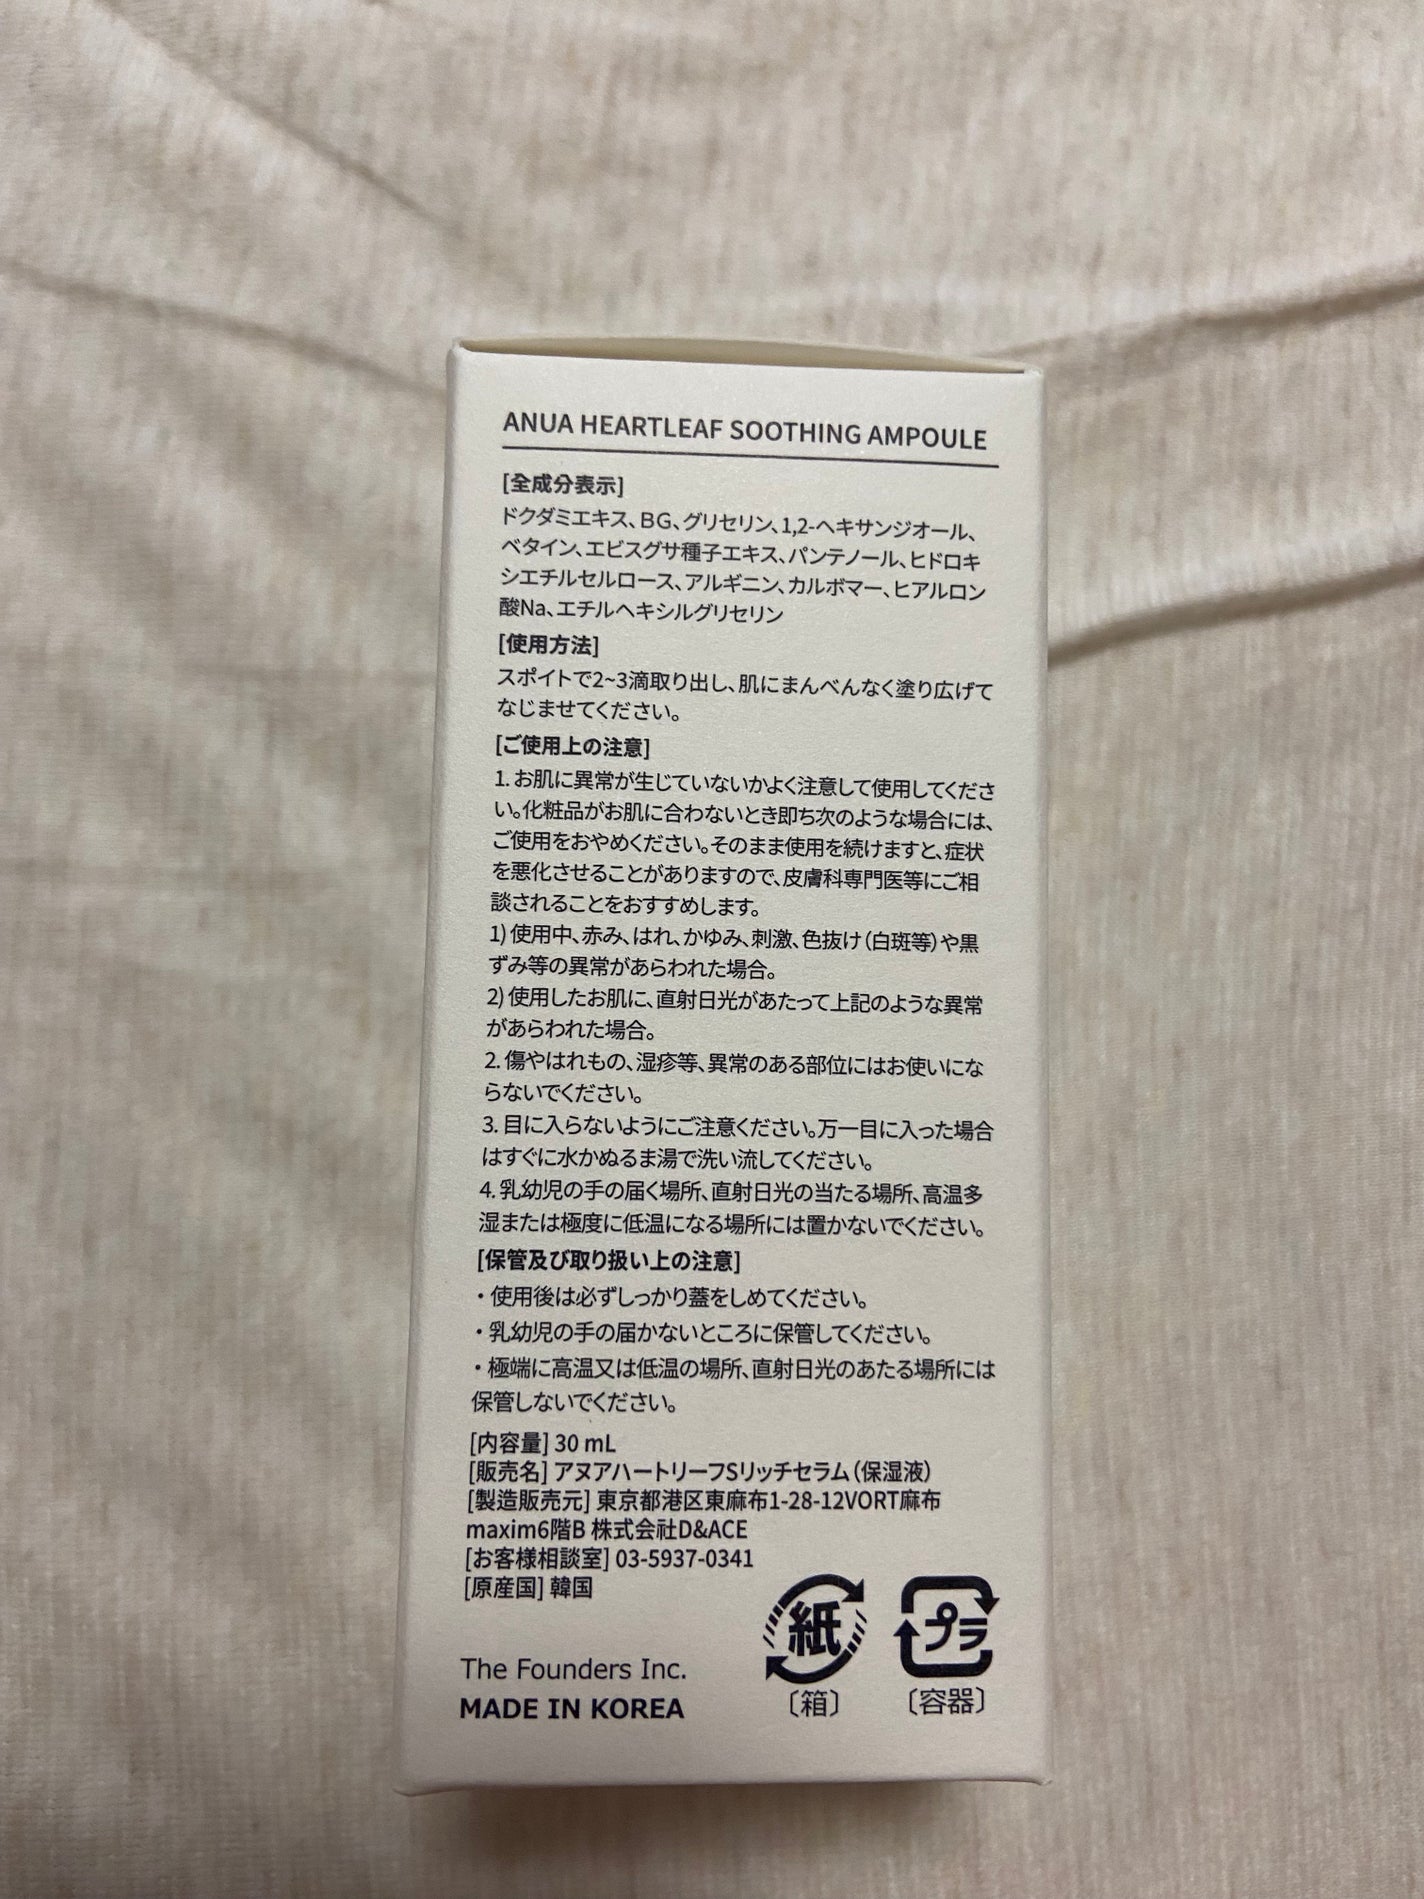 ANUA HEARTLEAF SOOTHING AMPOULE
[全成分表示]
ドクダミエキス、BG、グリセリン、1,2-ヘキサンジオール、
ベタイン、エビスグサ種子エキス、パンテノール、ヒドロキ
シエチルセルロース、アルギニン、カルボマー、ヒアルロン
酸Na、エチルヘキシルグリセリン
[使用方法]
スポイトで2~3滴取り出し、肌にまんべんなく塗り広げて
なじませてください。
[ご使用上の注意]
1. お肌に異常が生じていないかよく注意して使用してくださ
い。化粧品がお肌に合わないとき即ち次のような場合には、
ご使用をおやめください。そのまま使用を続けますと、症状
を悪化させることがありますので、皮膚科専門医等にご相
談されることをおすすめします。
1) 使用中、赤み、はれ、かゆみ、刺激、色抜け（白斑等）や黒
ずみ等の異常があらわれた場合。
2) 使用したお肌に、直射日光があたって上記のような異常
があらわれた場合。
2. 傷やはれもの、湿疹等、異常のある部位にはお使いにな
らないでください。
3. 目に入らないようにご注意ください。万一目に入った場合
はすぐに水かぬるま湯で洗い流してください。
4. 乳幼児の手の届く場所、直射日光の当たる場所、高温多
湿または極度に低温になる場所には置かないでください。
[保管及び取り扱い上の注意]
・使用後は必ずしっかり蓋をしめてください。
・乳幼児の手の届かないところに保管してください。
・極端に高温又は低温の場所、直射日光のあたる場所には
保管しないでください。
[内容量] 30 mL
[販売名] アヌアハートリーフSリッチセラム（保湿液）
[製造販売元] 東京都港区東麻布1-28-12VORT麻布
maxim6階B 株式会社D&ACE
[お客様相談室] 03-5937-0341
[原産国] 韓国
紙 プラ
〔箱〕 〔容器〕
The Founders Inc.
MADE IN KOREA